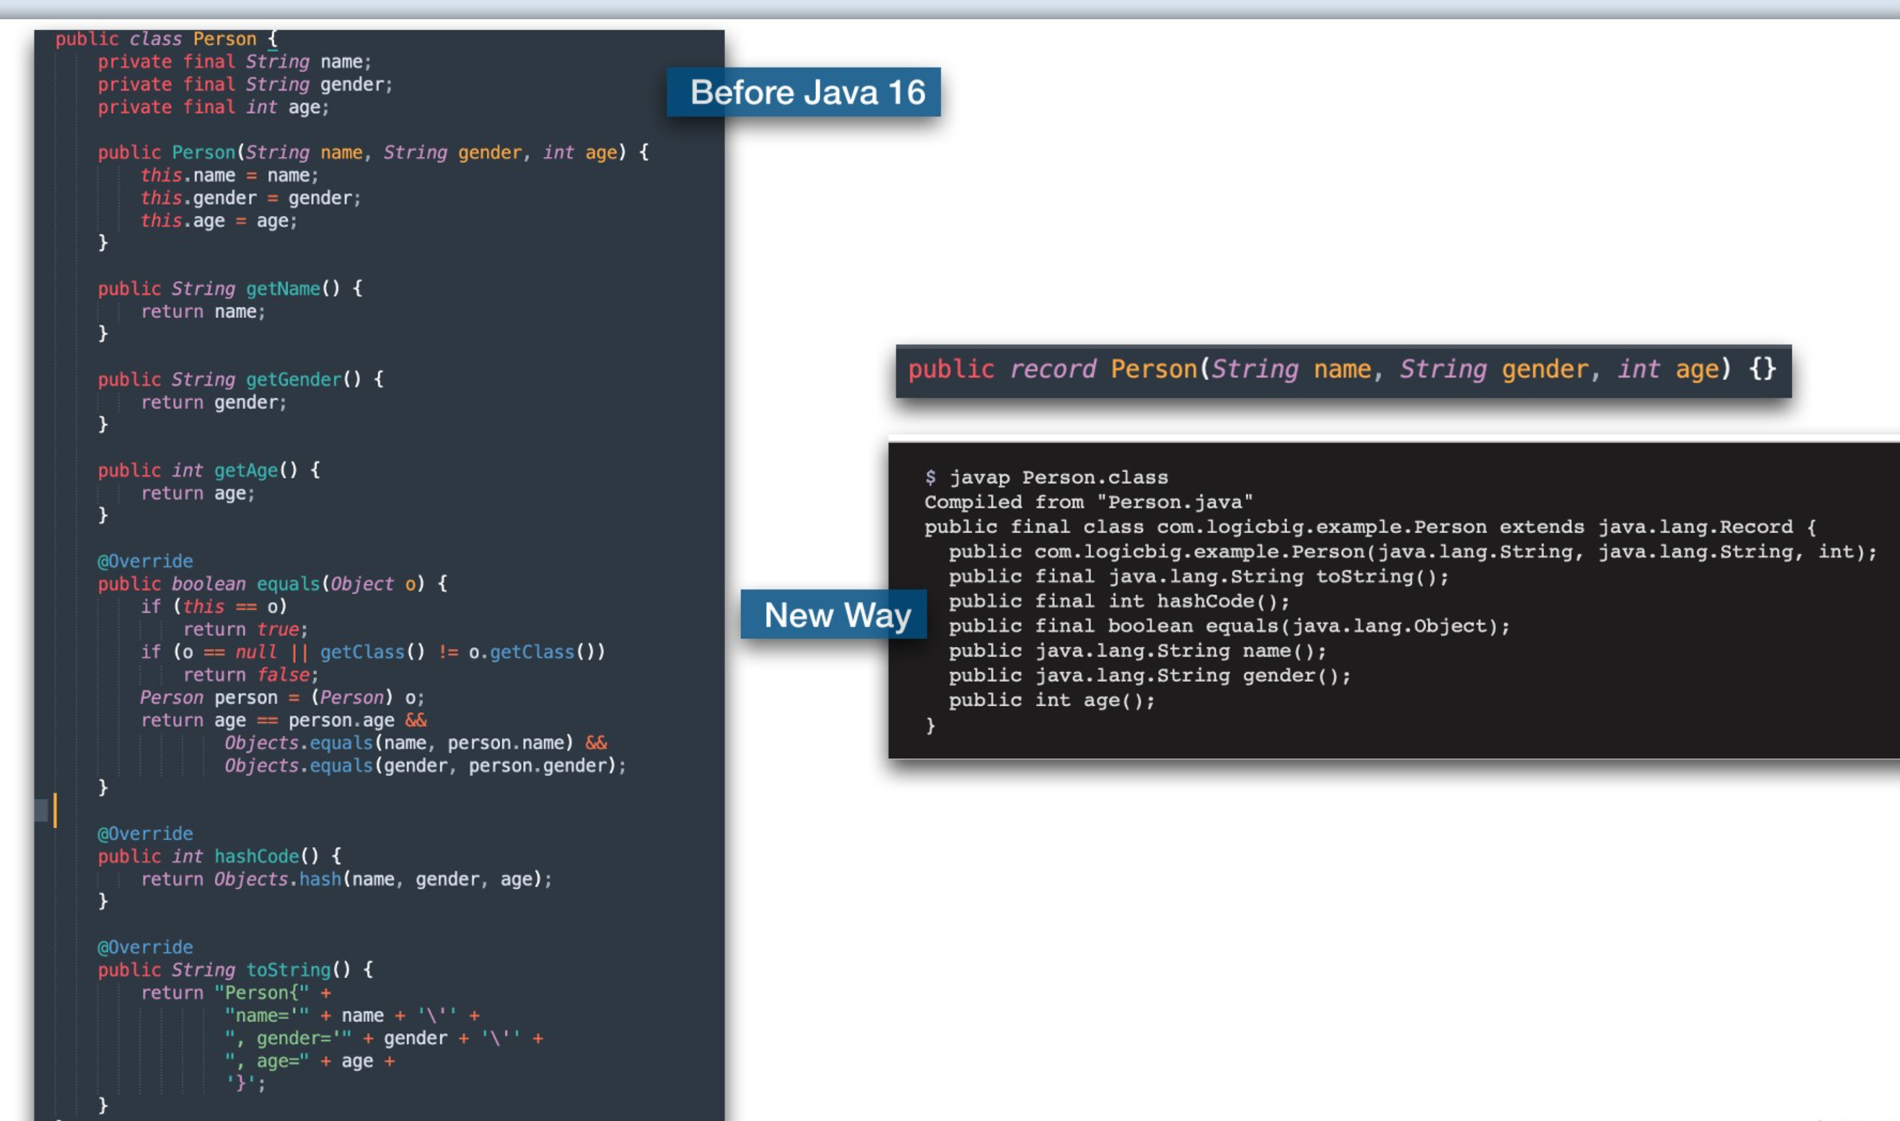 public class Person {
    private final String name;
    private final String gender;
    private final int age;

    public Person(String name, String gender, int age) {
        this.name = name;
        this.gender = gender;
        this.age = age;
    }

    public String getName() {
        return name;
    }

    public String getGender() {
        return gender;
    }

    public int getAge() {
        return age;
    }

    @Override
    public boolean equals(Object o) {
        if (this == o)
            return true;
        if (o == null || getClass() != o.getClass())
            return false;
        Person person = (Person) o;
        return age == person.age &&
                Objects.equals(name, person.name) &&
                Objects.equals(gender, person.gender);
    }

    @Override
    public int hashCode() {
        return Objects.hash(name, gender, age);
    }

    @Override
    public String toString() {
        return "Person{" +
                "name='" + name + '\'' +
                ", gender='" + gender + '\'' +
                ", age=" + age +
                '}';
    }
Before Java 16
public record Person(String name, String gender, int age) {}
New Way
$ javap Person.class
Compiled from "Person.java"
public final class com.logicbig.example.Person extends java.lang.Record {
  public com.logicbig.example.Person(java.lang.String, java.lang.String, int);
  public final java.lang.String toString();
  public final int hashCode();
  public final boolean equals(java.lang.Object);
  public java.lang.String name();
  public java.lang.String gender();
  public int age();
}